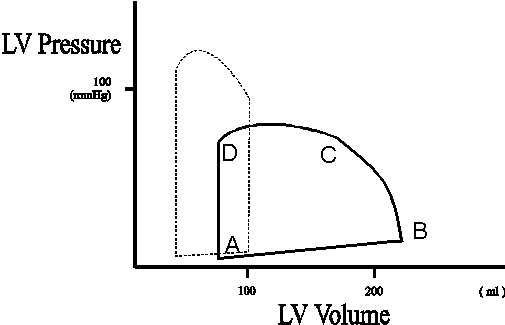 LV Pressure
100
(mmHg)
D
C
A
B
100
200
( ml )
LV Volume